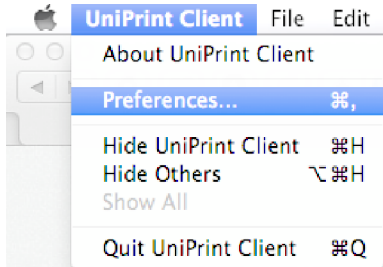 UniPrint Client File Edit
About UniPrint Client
Preferences... ⌘,
Hide UniPrint Client ⌘H
Hide Others ⌥⌘H
Show All
Quit UniPrint Client ⌘Q